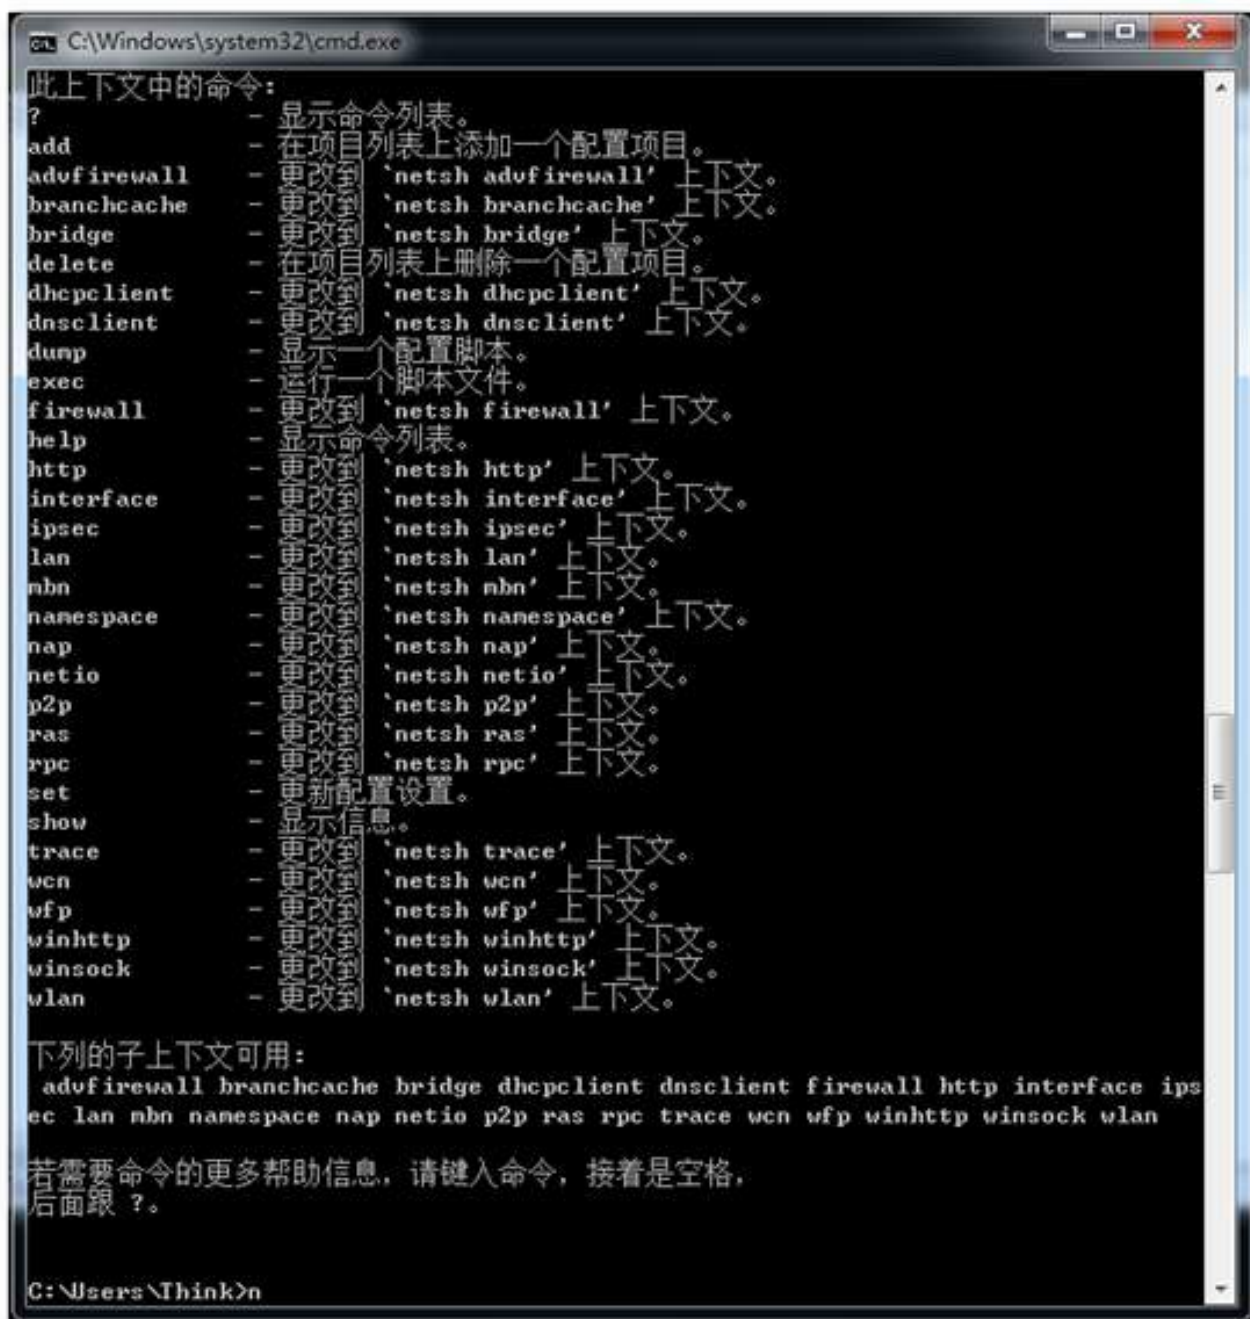 C:\Windows\system32\cmd.exe
此上下文中的命令:
? - 显示命令列表。
add - 在项目列表上添加一个配置项目。
advfirewall - 更改到 `netsh advfirewall' 上下文。
branchcache - 更改到 `netsh branchcache' 上下文。
bridge - 更改到 `netsh bridge' 上下文。
delete - 在项目列表上删除一个配置项目。
dhcpclient - 更改到 `netsh dhcpclient' 上下文。
dnsclient - 更改到 `netsh dnsclient' 上下文。
dump - 显示一个配置脚本。
exec - 运行一个脚本文件。
firewall - 更改到 `netsh firewall' 上下文。
help - 显示命令列表。
http - 更改到 `netsh http' 上下文。
interface - 更改到 `netsh interface' 上下文。
ipsec - 更改到 `netsh ipsec' 上下文。
lan - 更改到 `netsh lan' 上下文。
mbn - 更改到 `netsh mbn' 上下文。
namespace - 更改到 `netsh namespace' 上下文。
nap - 更改到 `netsh nap' 上下文。
netio - 更改到 `netsh netio' 上下文。
p2p - 更改到 `netsh p2p' 上下文。
ras - 更改到 `netsh ras' 上下文。
rpc - 更改到 `netsh rpc' 上下文。
set - 更新配置设置。
show - 显示信息。
trace - 更改到 `netsh trace' 上下文。
wcn - 更改到 `netsh wcn' 上下文。
wfp - 更改到 `netsh wfp' 上下文。
winhttp - 更改到 `netsh winhttp' 上下文。
winsock - 更改到 `netsh winsock' 上下文。
wlan - 更改到 `netsh wlan' 上下文。
下列的子上下文可用:
advfirewall branchcache bridge dhcpclient dnsclient firewall http interface ips
ec lan mbn namespace nap netio p2p ras rpc trace wcn wfp winhttp winsock wlan
若需要命令的更多帮助信息，请键入命令，接着是空格，
后面跟 ?。
C:\Users\Think>n